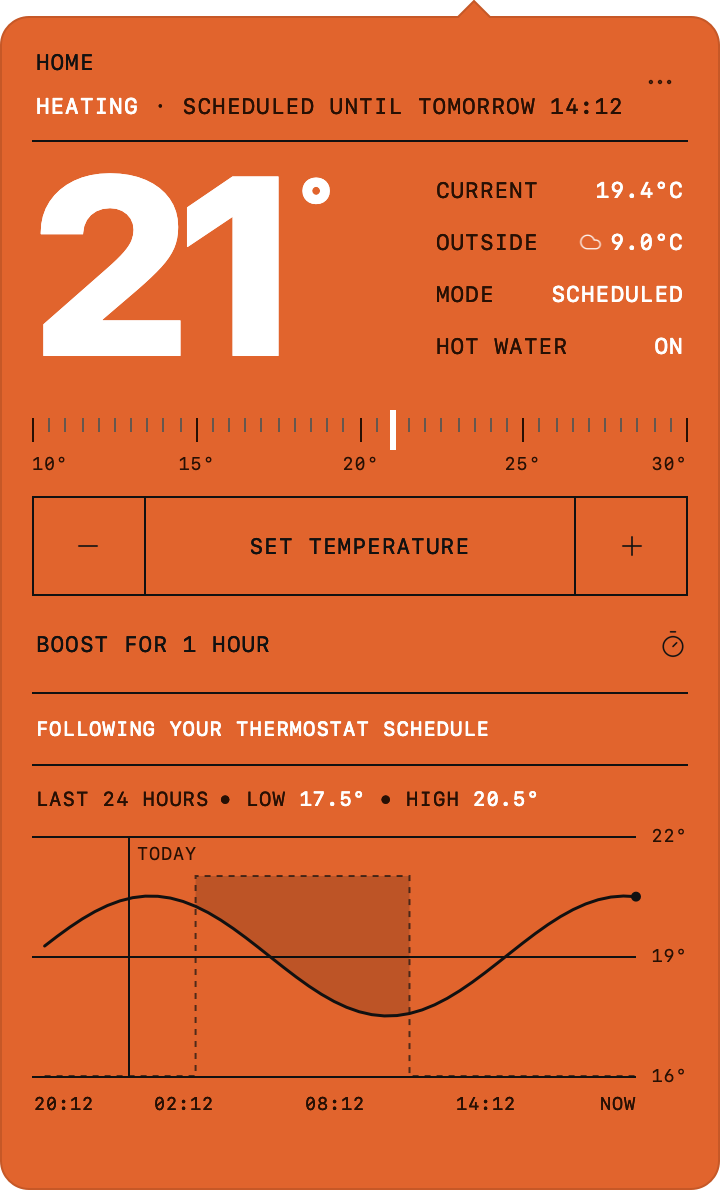 HOME
...
HEATING · SCHEDULED UNTIL TOMORROW 14:12
21°
CURRENT 19.4°C
OUTSIDE 9.0°C
MODE SCHEDULED
HOT WATER ON
10° 15° 20° 25° 30°
− SET TEMPERATURE +
BOOST FOR 1 HOUR
FOLLOWING YOUR THERMOSTAT SCHEDULE
LAST 24 HOURS • LOW 17.5° • HIGH 20.5°
22°
TODAY
19°
16°
20:12 02:12 08:12 14:12 NOW